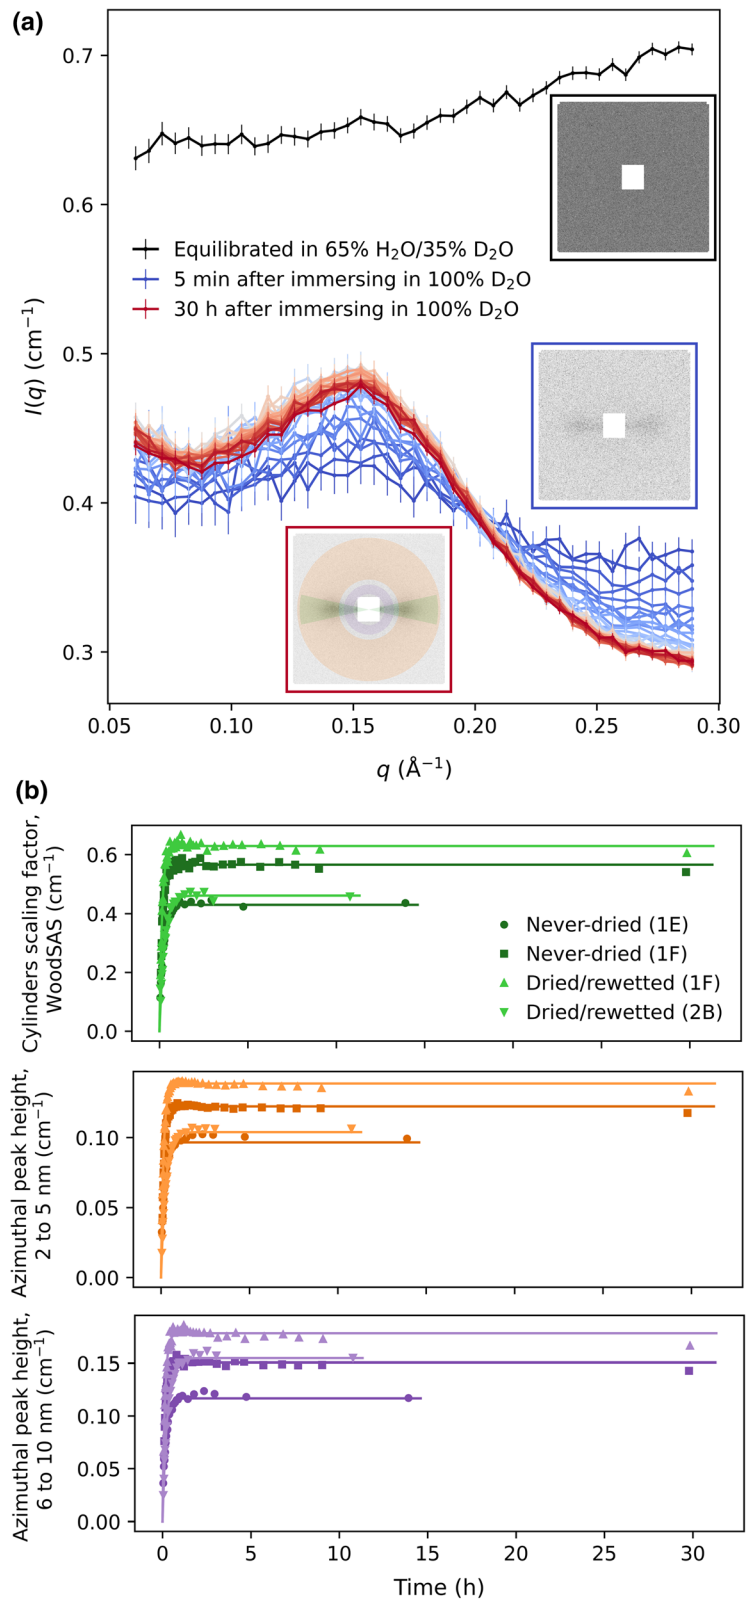 (a)
0.7
0.6
0.5
0.4
0.3
I(q) (cm⁻¹)
Equilibrated in 65% H₂O/35% D₂O
5 min after immersing in 100% D₂O
30 h after immersing in 100% D₂O
0.05 0.10 0.15 0.20 0.25 0.30
q (Å⁻¹)
(b)
Cylinders scaling factor,
WoodSAS (cm⁻¹)
0.6
0.4
0.2
0.0
Never-dried (1E)
Never-dried (1F)
Dried/rewetted (1F)
Dried/rewetted (2B)
Azimuthal peak height,
2 to 5 nm (cm⁻¹)
0.10
0.05
0.00
Azimuthal peak height,
6 to 10 nm (cm⁻¹)
0.15
0.10
0.05
0.00
0 5 10 15 20 25 30
Time (h)